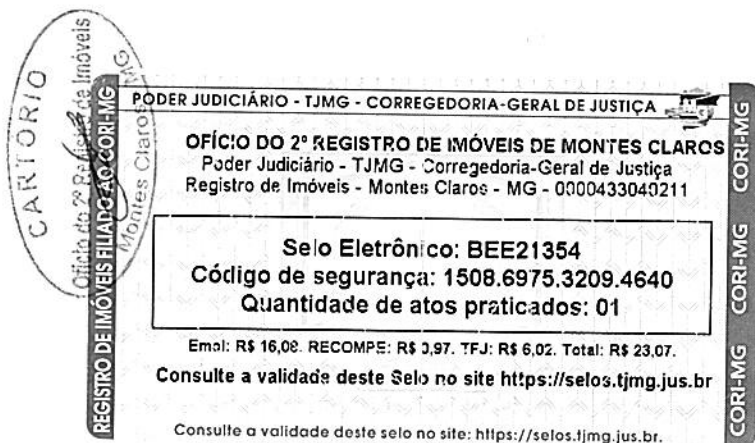 CARTORIO
Ofício do 2º Registro de Imóveis
Montes Claros MG
REGISTRO DE IMÓVEIS FILIADO AO CORI-MG
PODER JUDICIÁRIO - TJMG - CORREGEDORIA-GERAL DE JUSTIÇA
OFÍCIO DO 2º REGISTRO DE IMÓVEIS DE MONTES CLAROS
Poder Judiciário - TJMG - Corregedoria-Geral de Justiça
Registro de Imóveis - Montes Claros - MG - 0000433040211
Selo Eletrônico: BEE21354
Código de segurança: 1508.6975.3209.4640
Quantidade de atos praticados: 01
Emol: R$ 16,08. RECOMPE: R$ 0,97. TFJ: R$ 6,02. Total: R$ 23,07.
Consulte a validade deste Selo no site https://selos.tjmg.jus.br
Consulte a validade deste selo no site: https://selos.tjmg.jus.br.
CORI-MG
CORI-MG
CORI-MG